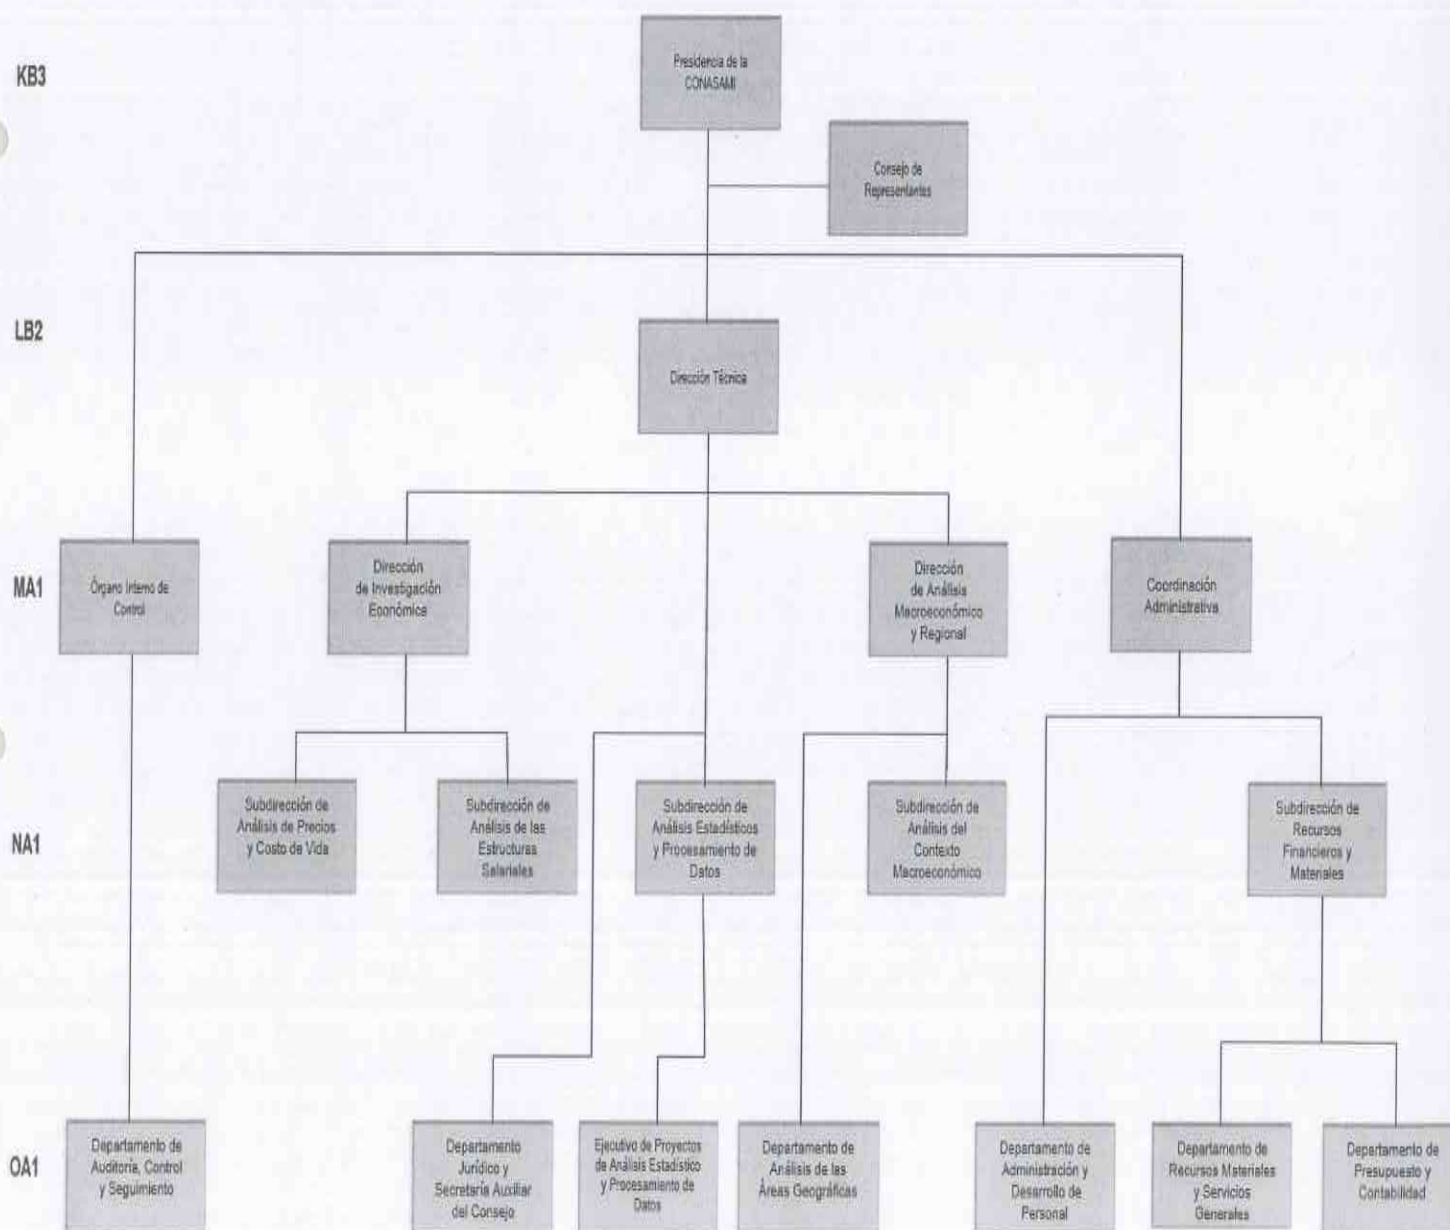 KB3
Presidencia de la
CONASAMI
Consejo de
Representantes
LB2
Dirección Técnica
MA1
Órgano Interno de
Control
Dirección
de Investigación
Económica
Dirección
de Análisis
Macroeconómico
y Regional
Coordinación
Administrativa
NA1
Subdirección de
Análisis de Precios
y Costo de Vida
Subdirección de
Análisis de las
Estructuras
Salariales
Subdirección de
Análisis Estadísticos
y Procesamiento de
Datos
Subdirección de
Análisis del
Contexto
Macroeconómico
Subdirección de
Recursos
Financieros y
Materiales
OA1
Departamento de
Auditoría, Control
y Seguimiento
Departamento
Jurídico y
Secretaría Auxiliar
del Consejo
Ejecutivo de Proyectos
de Análisis Estadístico
y Procesamiento de
Datos
Departamento de
Análisis de las
Áreas Geográficas
Departamento de
Administración y
Desarrollo de
Personal
Departamento de
Recursos Materiales
y Servicios
Generales
Departamento de
Presupuesto y
Contabilidad